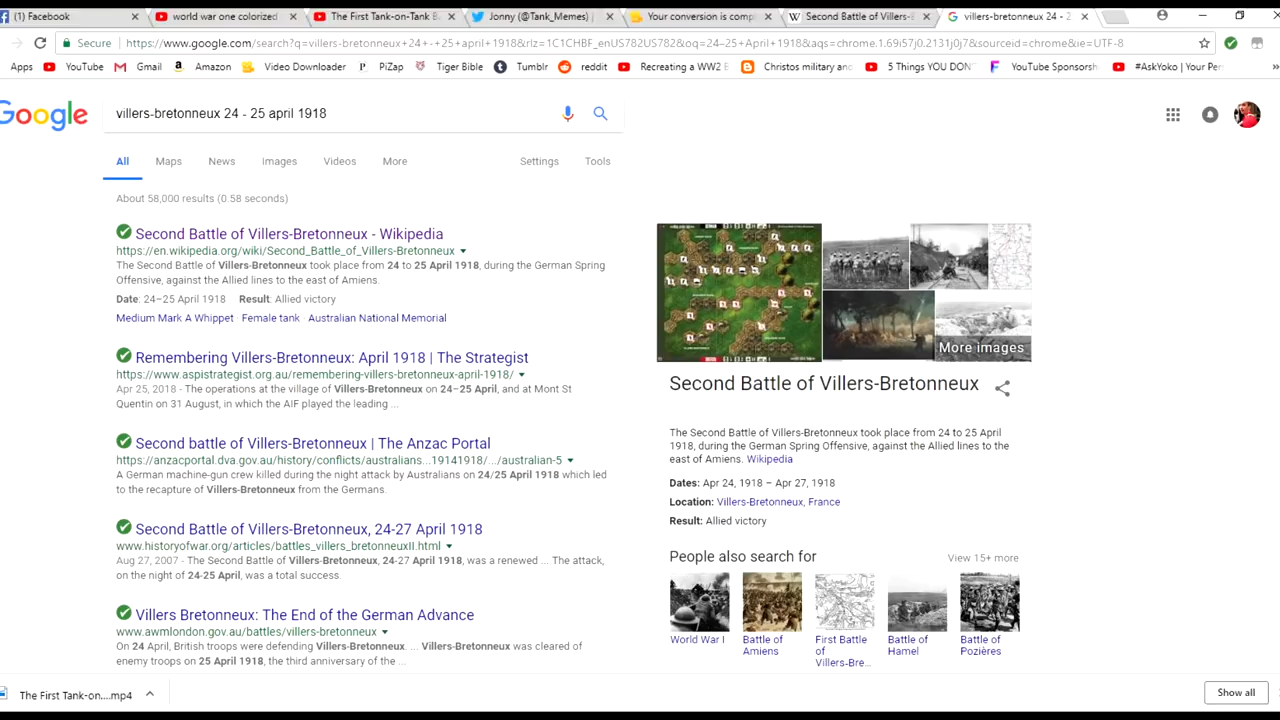 (1) Facebook
world war one colorized
The First Tank-on-Tank B
Jonny (@Tank_Memes) |
Your conversion is comp
Second Battle of Villers-B
villers-bretonneux 24 - 2
Secure
https://www.google.com/search?q=villers-bretonneux+24+-+25+april+1918&rlz=1C1CHBF_enUS782US782&oq=24–25+April+1918&aqs=chrome.1.69i57j0.2131j0j7&sourceid=chrome&ie=UTF-8
Apps YouTube Gmail Amazon Video Downloader PiZap Tiger Bible Tumblr reddit Recreating a WW2 B Christos military and 5 Things YOU DON' YouTube Sponsorsh #AskYoko | Your Per »
Google
villers-bretonneux 24 - 25 april 1918
All Maps News Images Videos More Settings Tools
About 58,000 results (0.58 seconds)
Second Battle of Villers-Bretonneux - Wikipedia
https://en.wikipedia.org/wiki/Second_Battle_of_Villers-Bretonneux
The Second Battle of Villers-Bretonneux took place from 24 to 25 April 1918, during the German Spring
Offensive, against the Allied lines to the east of Amiens.
Date: 24–25 April 1918 Result: Allied victory
Medium Mark A Whippet · Female tank · Australian National Memorial
Remembering Villers-Bretonneux: April 1918 | The Strategist
https://www.aspistrategist.org.au/remembering-villers-bretonneux-april-1918/
Apr 25, 2018 - The operations at the village of Villers-Bretonneux on 24–25 April, and at Mont St
Quentin on 31 August, in which the AIF played the leading ...
Second battle of Villers-Bretonneux | The Anzac Portal
https://anzacportal.dva.gov.au/history/conflicts/australians...19141918/.../australian-5
A German machine-gun crew killed during the night attack by Australians on 24/25 April 1918 which led
to the recapture of Villers-Bretonneux from the Germans.
Second Battle of Villers-Bretonneux, 24-27 April 1918
www.historyofwar.org/articles/battles_villers_bretonneuxII.html
Aug 27, 2007 - The Second Battle of Villers-Bretonneux, 24-27 April 1918, was a renewed ... The attack,
on the night of 24-25 April, was a total success.
Villers Bretonneux: The End of the German Advance
www.awmlondon.gov.au/battles/villers-bretonneux
On 24 April, British troops were defending Villers-Bretonneux. ... Villers-Bretonneux was cleared of
enemy troops on 25 April 1918, the third anniversary of the ...
More images
Second Battle of Villers-Bretonneux
The Second Battle of Villers-Bretonneux took place from 24 to 25 April
1918, during the German Spring Offensive, against the Allied lines to the
east of Amiens. Wikipedia
Dates: Apr 24, 1918 – Apr 27, 1918
Location: Villers-Bretonneux, France
Result: Allied victory
People also search for
View 15+ more
World War I
Battle of
Amiens
First Battle
of
Villers-Bre...
Battle of
Hamel
Battle of
Pozières
The First Tank-on....mp4
Show all